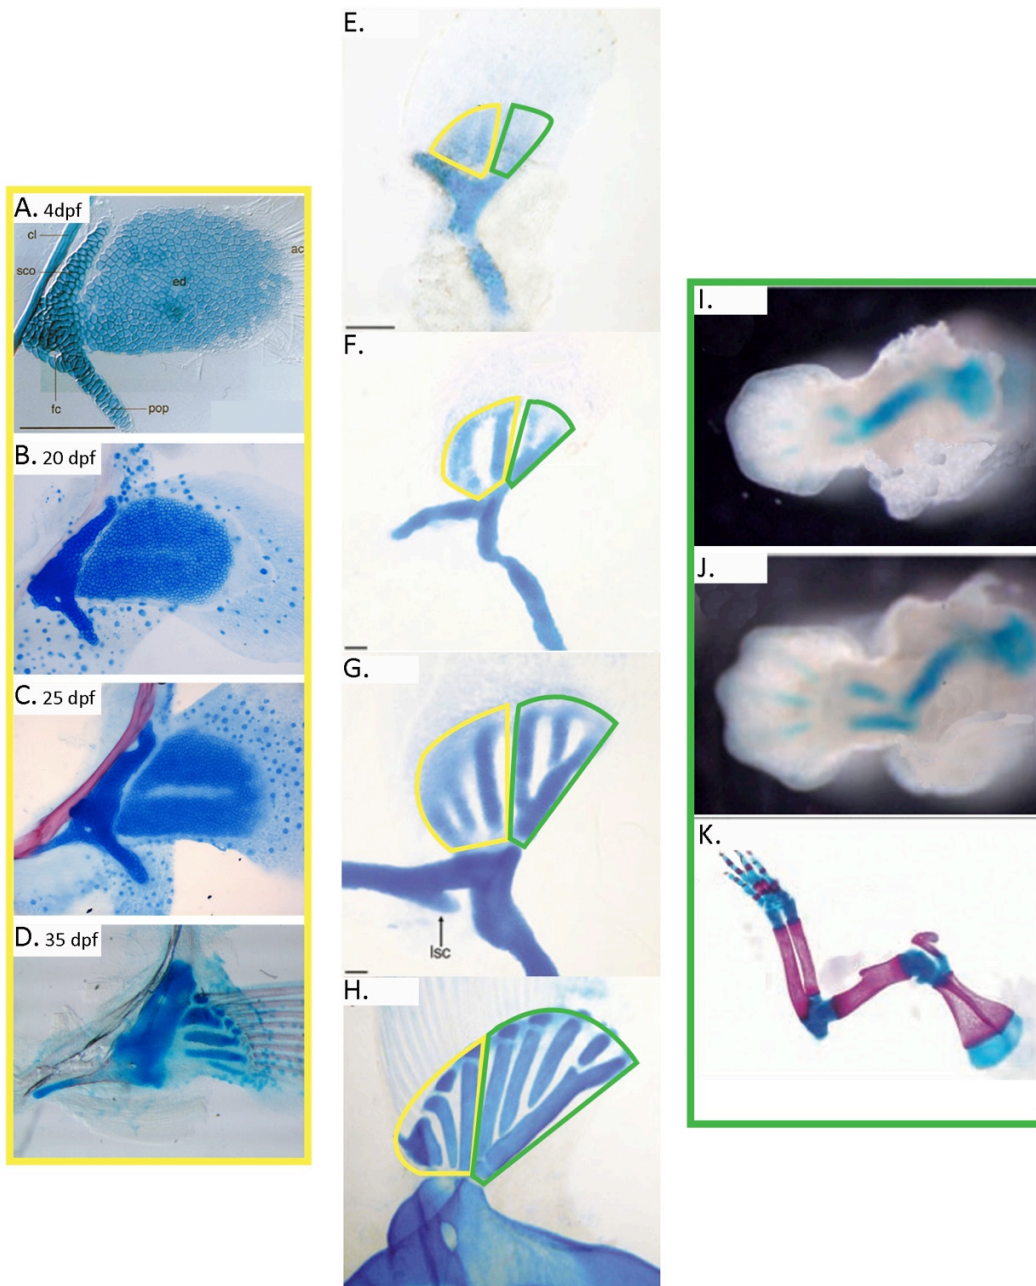 A. 4dpf
cl
sco
ed
ac
fc
pop
B. 20 dpf
C. 25 dpf
D. 35 dpf
E.
F.
G.
lsc
H.
I.
J.
K.